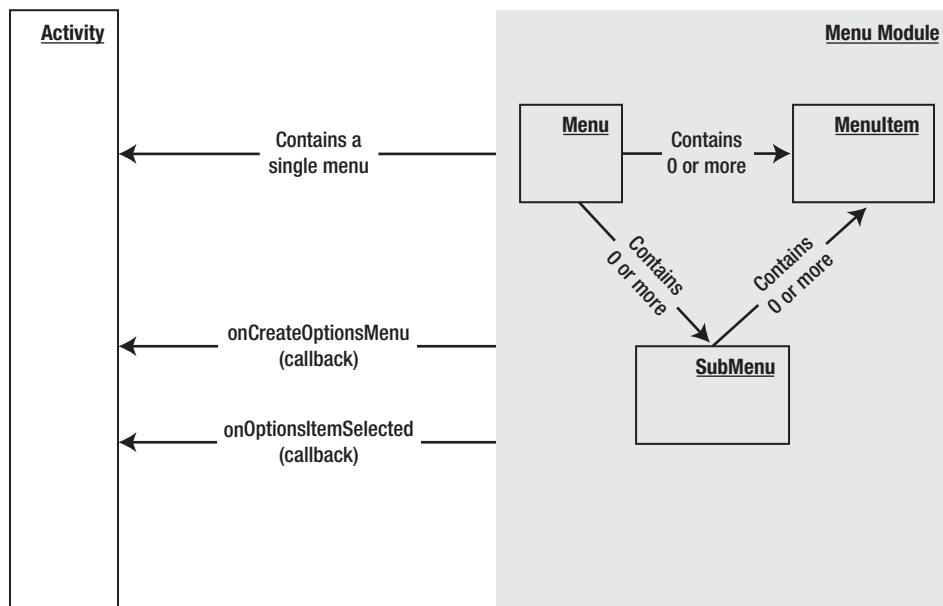 Activity
Menu Module
Menu
MenuItem
Contains a
single menu
Contains
0 or more
Contains
0 or more
Contains
0 or more
onCreateOptionsMenu
(callback)
SubMenu
onOptionsItemSelected
(callback)